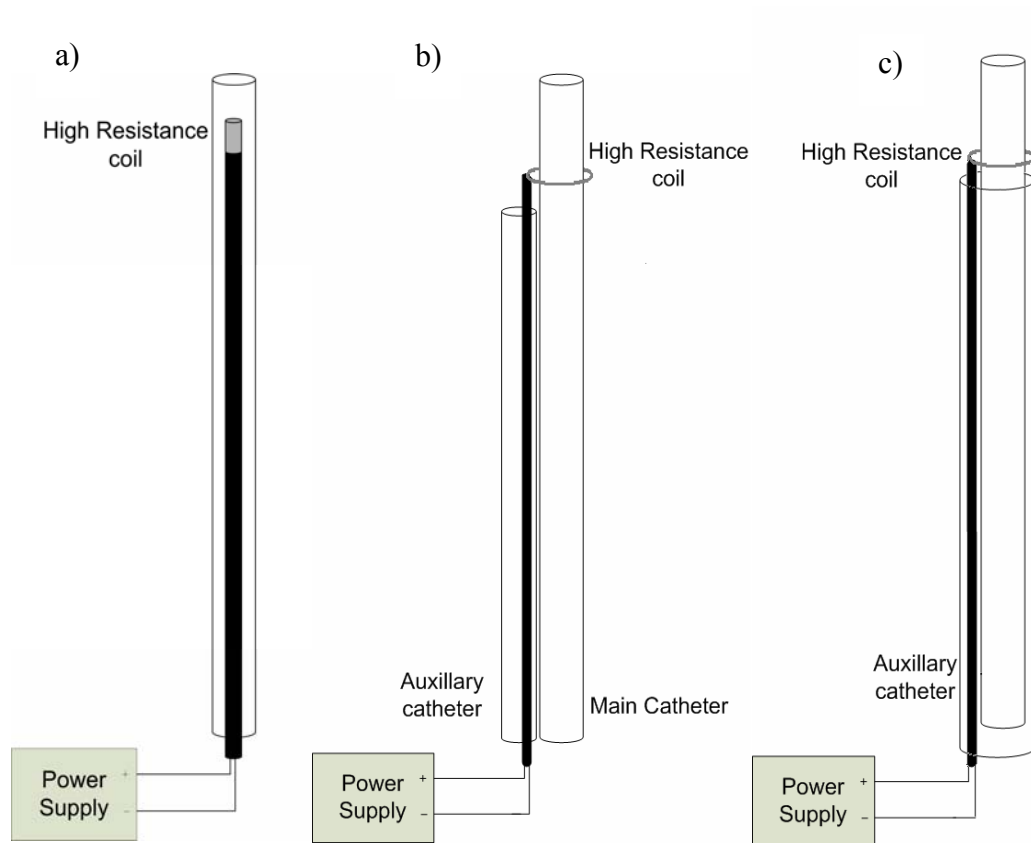 a)
High Resistance
coil
Power
Supply
+
−
b)
High Resistance
coil
Auxillary
catheter
Main Catheter
Power
Supply
+
−
c)
High Resistance
coil
Auxillary
catheter
Power
Supply
+
−